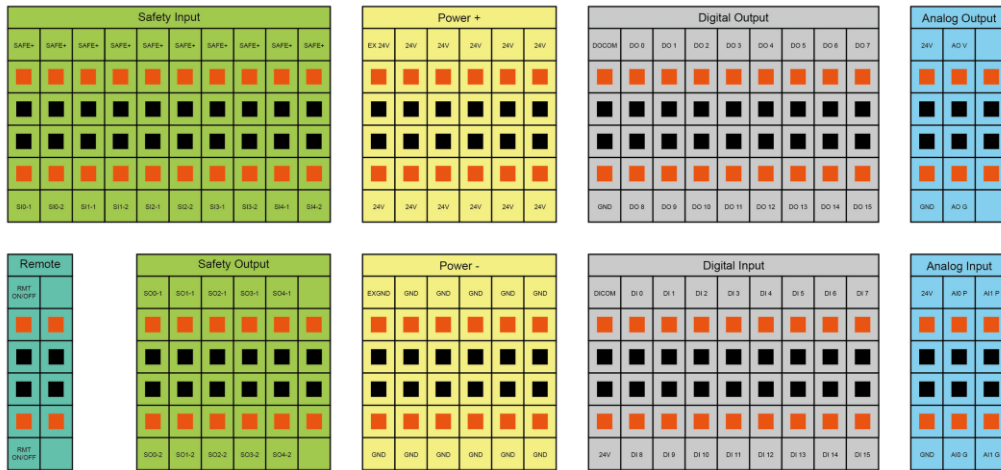 Safety Input
SAFE+ SAFE+ SAFE+ SAFE+ SAFE+ SAFE+ SAFE+ SAFE+ SAFE+ SAFE+
SI0-1 SI0-2 SI1-1 SI1-2 SI2-1 SI2-2 SI3-1 SI3-2 SI4-1 SI4-2
Power +
EX 24V 24V 24V 24V 24V 24V
24V 24V 24V 24V 24V 24V
Digital Output
DOCOM DO 0 DO 1 DO 2 DO 3 DO 4 DO 5 DO 6 DO 7
GND DO 8 DO 9 DO 10 DO 11 DO 12 DO 13 DO 14 DO 15
Analog Output
24V AO V
GND AO G
Remote
RMT
ON/OFF
RMT
ON/OFF
Safety Output
SO0-1 SO1-1 SO2-1 SO3-1 SO4-1
SO0-2 SO1-2 SO2-2 SO3-2 SO4-2
Power -
EXGND GND GND GND GND GND
GND GND GND GND GND GND
Digital Input
DICOM DI 0 DI 1 DI 2 DI 3 DI 4 DI 5 DI 6 DI 7
24V DI 8 DI 9 DI 10 DI 11 DI 12 DI 13 DI 14 DI 15
Analog Input
24V AI0 P AI1 P
GND AI0 G AI1 G